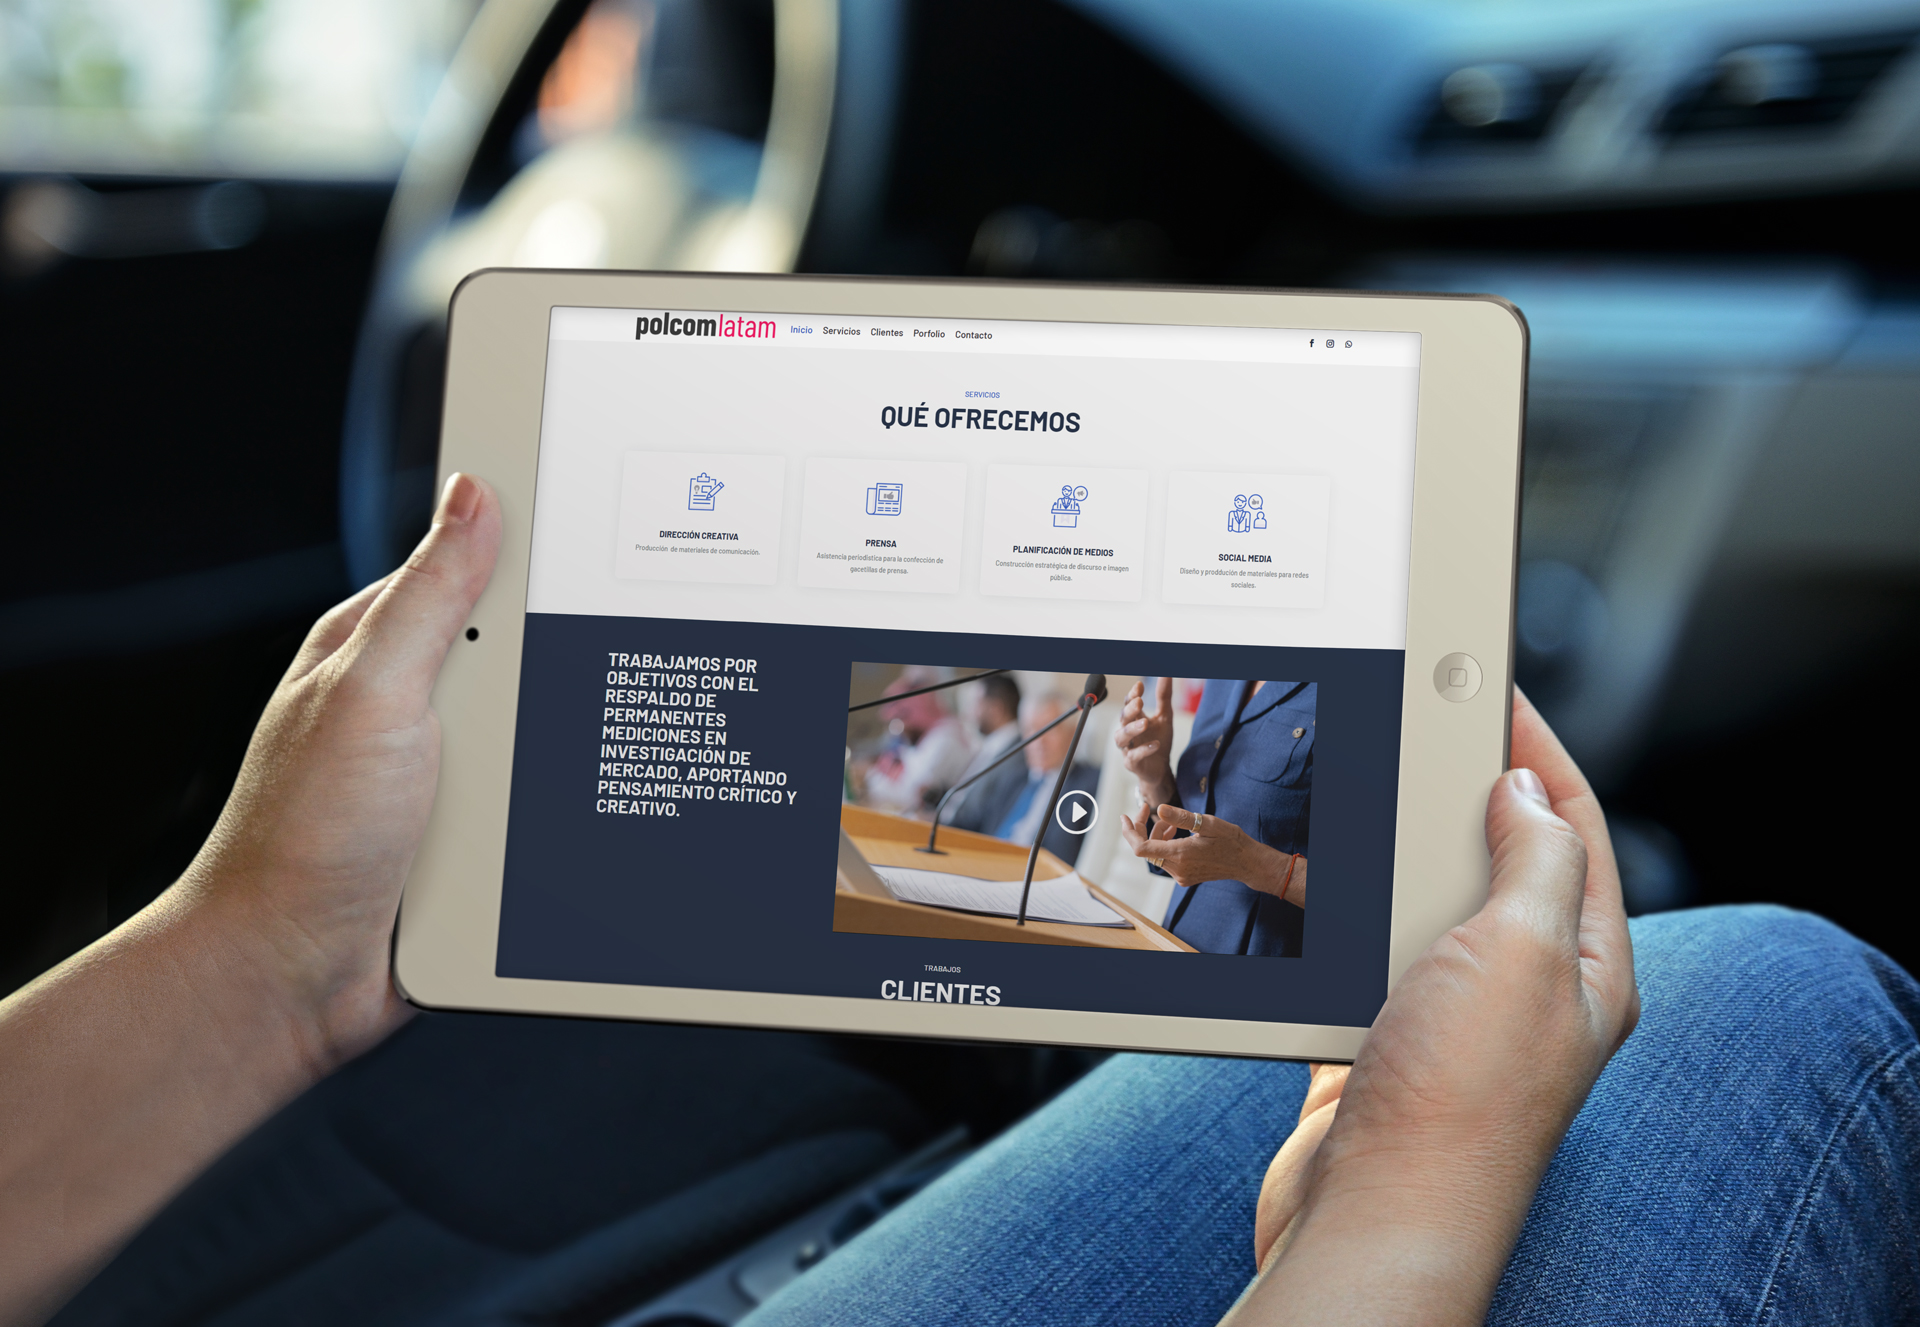 polcomlatam
Inicio Servicios Clientes Porfolio Contacto
SERVICIOS
QUÉ OFRECEMOS
DIRECCIÓN CREATIVA
Producción de materiales de comunicación.
PRENSA
Asistencia periodística para la confección de
gacetillas de prensa.
PLANIFICACIÓN DE MEDIOS
Construcción estratégica de discurso e imagen
pública.
SOCIAL MEDIA
Diseño yproddución de materiales para redes
sociales.
TRABAJAMOS POR
OBJETIVOS CON EL
RESPALDO DE
PERMANENTES
MEDICIONES EN
INVESTIGACIÓN DE
MERCADO, APORTANDO
PENSAMIENTO CRÍTICO Y
CREATIVO.
TRABAJOS
CLIENTES